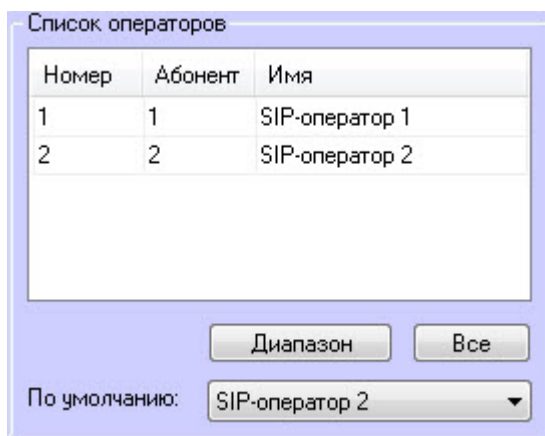 Список операторов
Номер Абонент Имя
1 1 SIP-оператор 1
2 2 SIP-оператор 2
Диапазон Все
По умолчанию: SIP-оператор 2